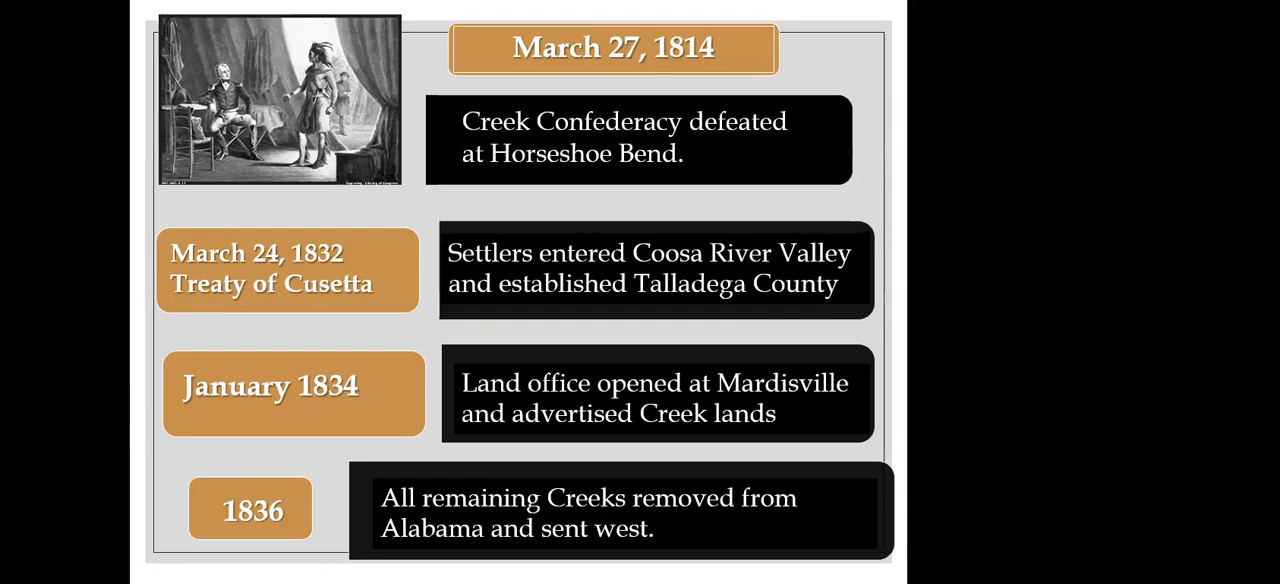 March 27, 1814
Creek Confederacy defeated
at Horseshoe Bend.
March 24, 1832
Treaty of Cusetta
Settlers entered Coosa River Valley
and established Talladega County
January 1834
Land office opened at Mardisville
and advertised Creek lands
1836
All remaining Creeks removed from
Alabama and sent west.